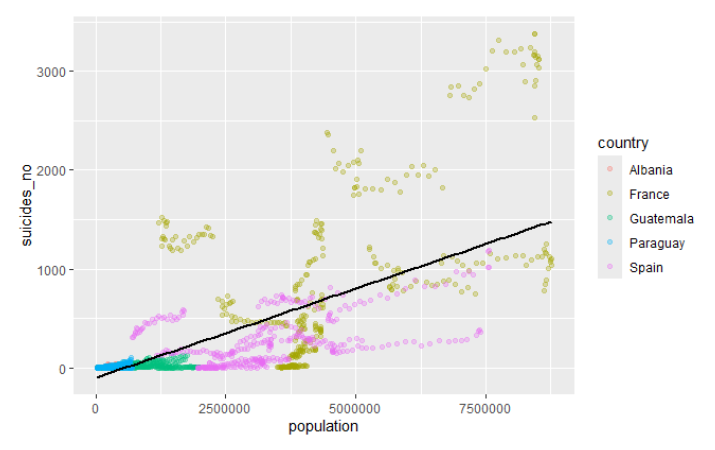 3000
2000
1000
0
suicides_no
0
2500000
5000000
7500000
population
country
Albania
France
Guatemala
Paraguay
Spain